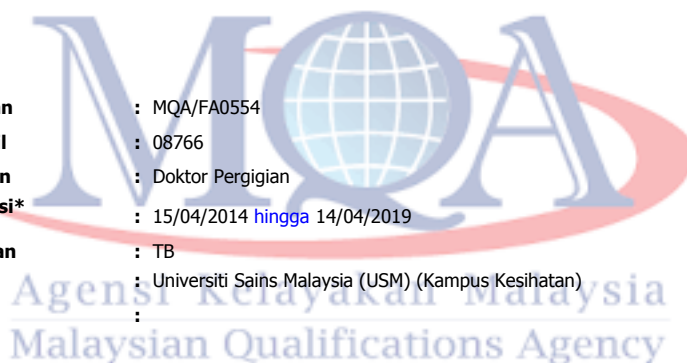 MQA
an : MQA/FA0554
l : 08766
n : Doktor Pergigian
si*
: 15/04/2014 hingga 14/04/2019
an : TB
: Universiti Sains Malaysia (USM) (Kampus Kesihatan)
:
Agensi Kelayakan Malaysia
Malaysian Qualifications Agency